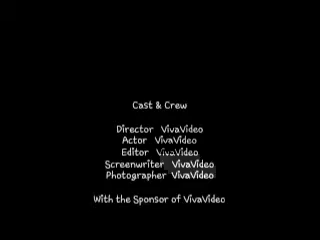 Cast & Crew
Director VivaVideo
Actor VivaVideo
Editor VivaVideo
Screenwriter VivaVideo
Photographer VivaVideo
With the Sponsor of VivaVideo